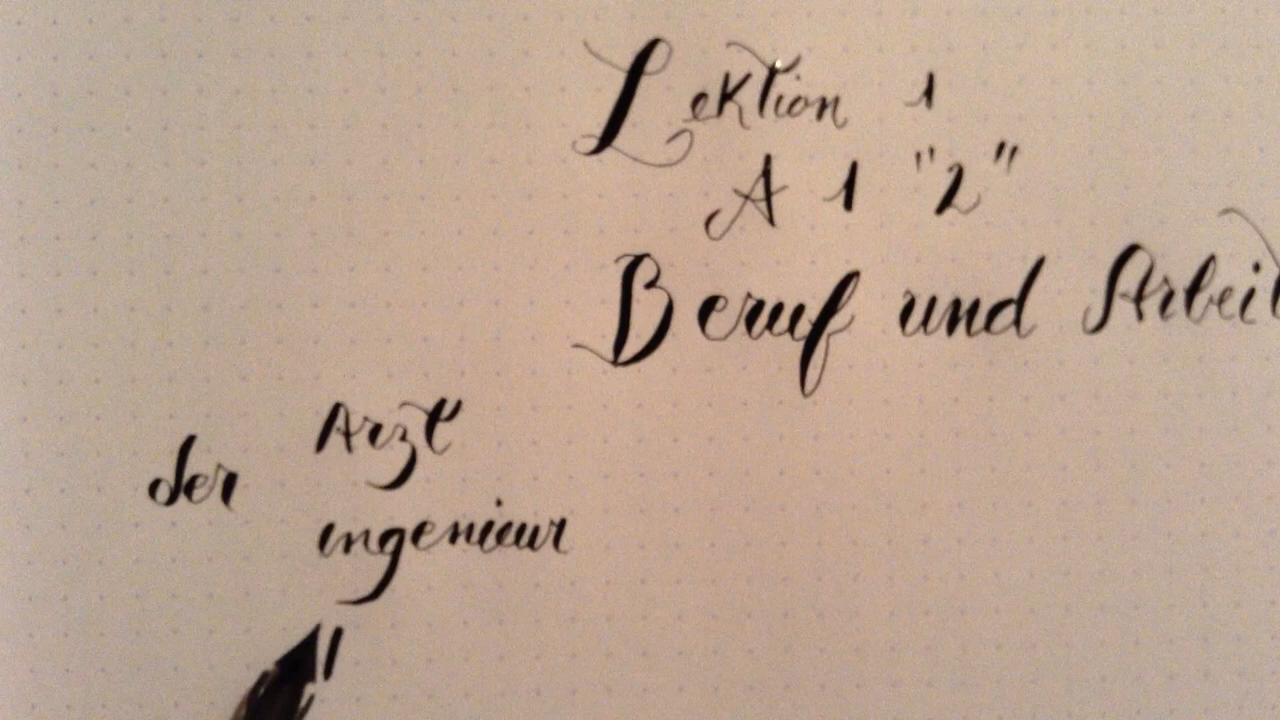 Lektion 1
A 1 "2"
Beruf und Arbeit
der Arzt
ingenieur